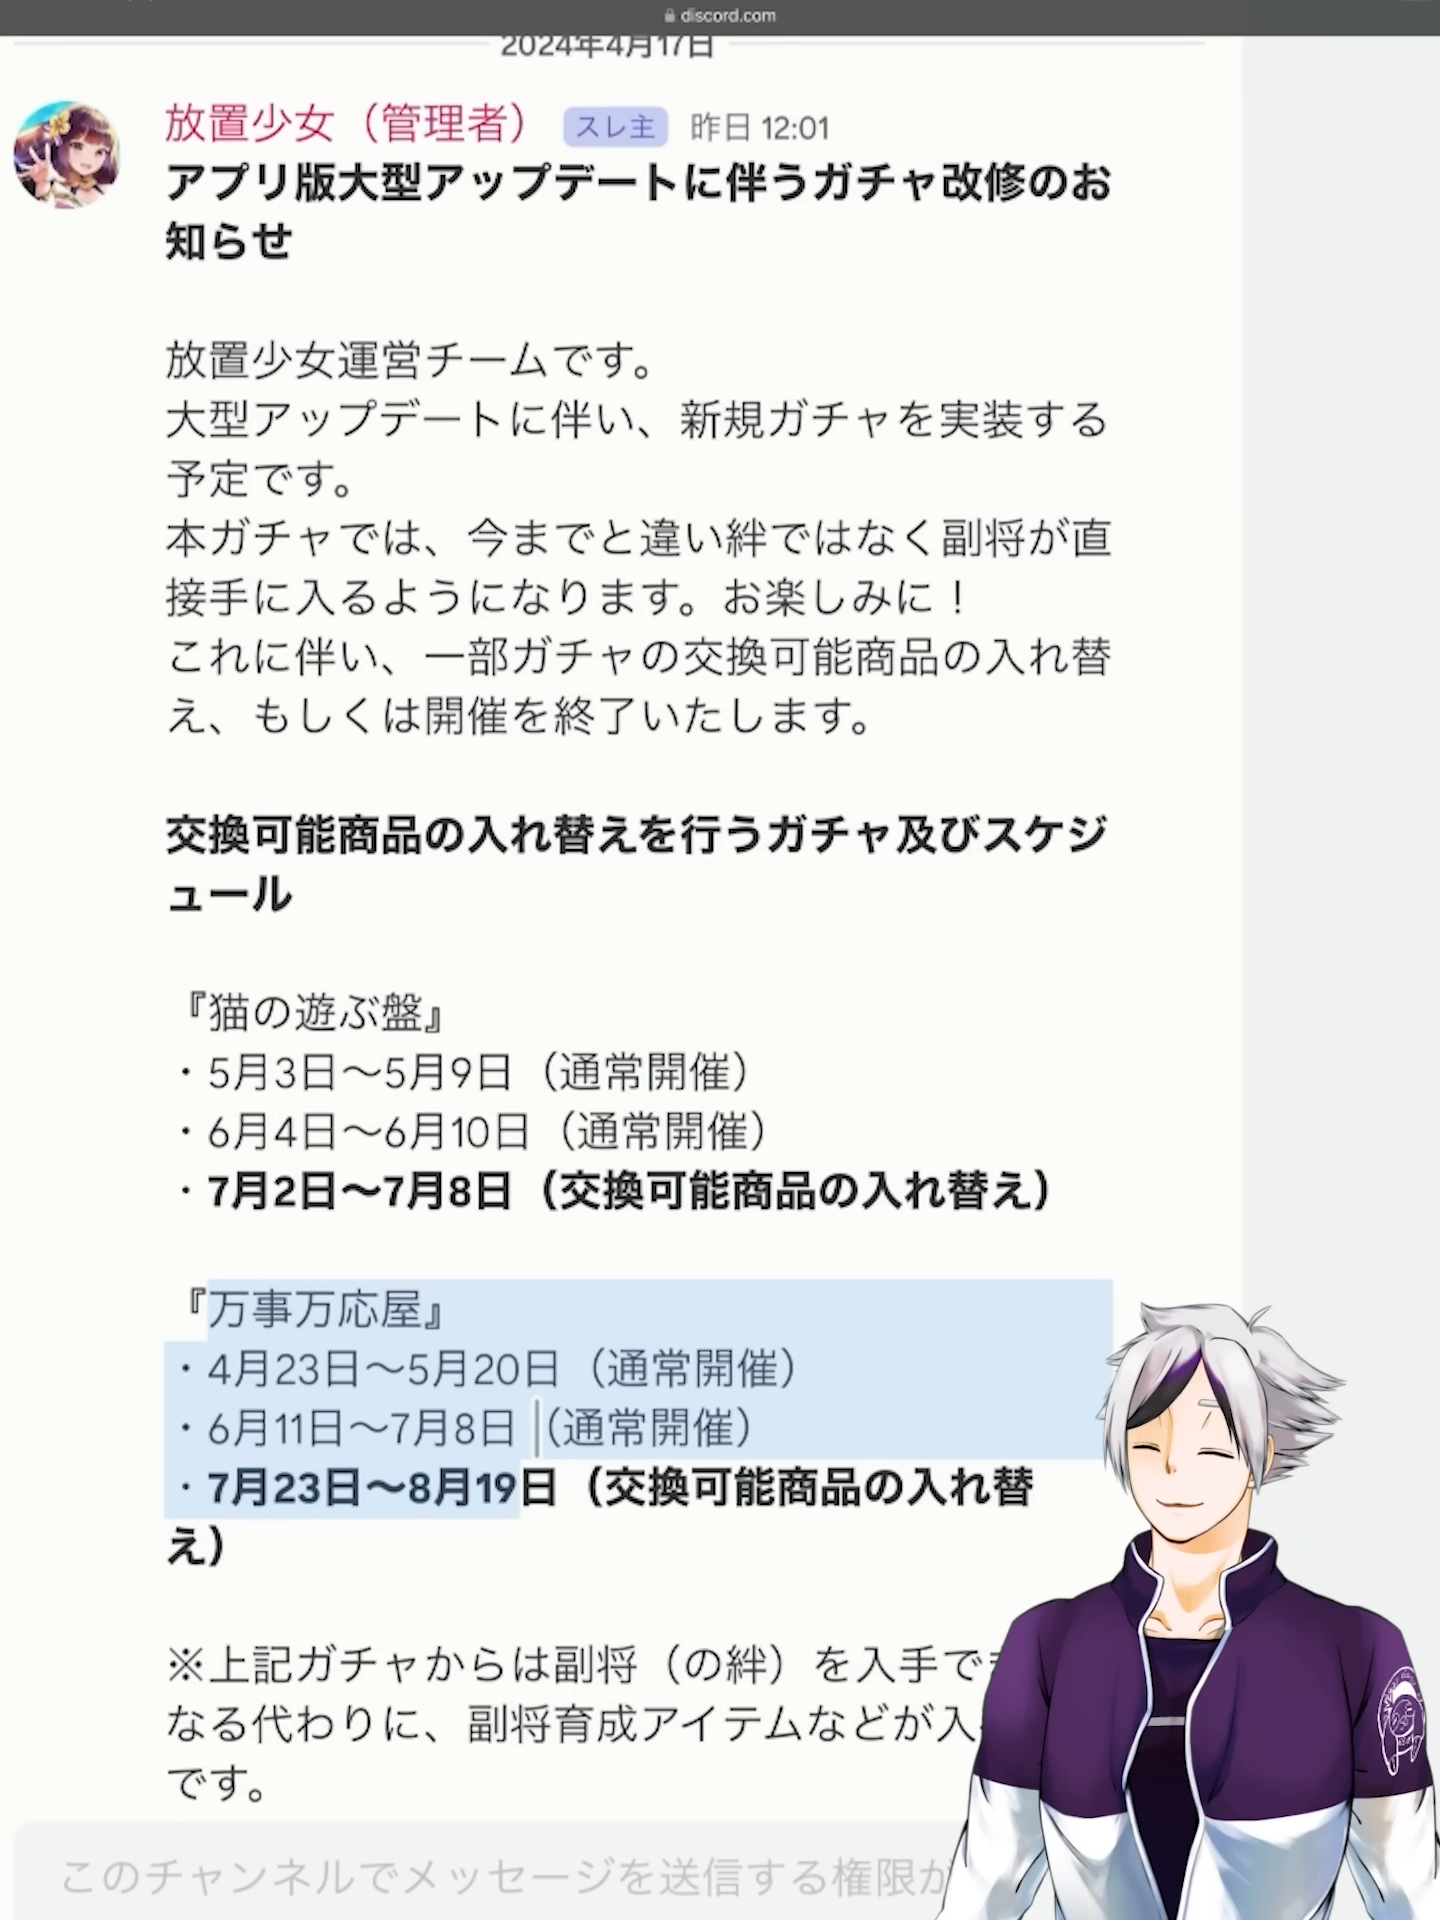 discord.com
2024年4月17日
放置少女（管理者） スレ主 昨日 12:01
アプリ版大型アップデートに伴うガチャ改修のお
知らせ
放置少女運営チームです。
大型アップデートに伴い、新規ガチャを実装する
予定です。
本ガチャでは、今までと違い絆ではなく副将が直
接手に入るようになります。お楽しみに！
これに伴い、一部ガチャの交換可能商品の入れ替
え、もしくは開催を終了いたします。
交換可能商品の入れ替えを行うガチャ及びスケジ
ュール
『猫の遊ぶ盤』
・5月3日～5月9日（通常開催）
・6月4日～6月10日（通常開催）
・7月2日～7月8日（交換可能商品の入れ替え）
『万事万応屋』
・4月23日～5月20日（通常開催）
・6月11日～7月8日（通常開催）
・7月23日～8月19日（交換可能商品の入れ替
え）
※上記ガチャからは副将（の絆）を入手で
なる代わりに、副将育成アイテムなどが入
です。
このチャンネルでメッセージを送信する権限が